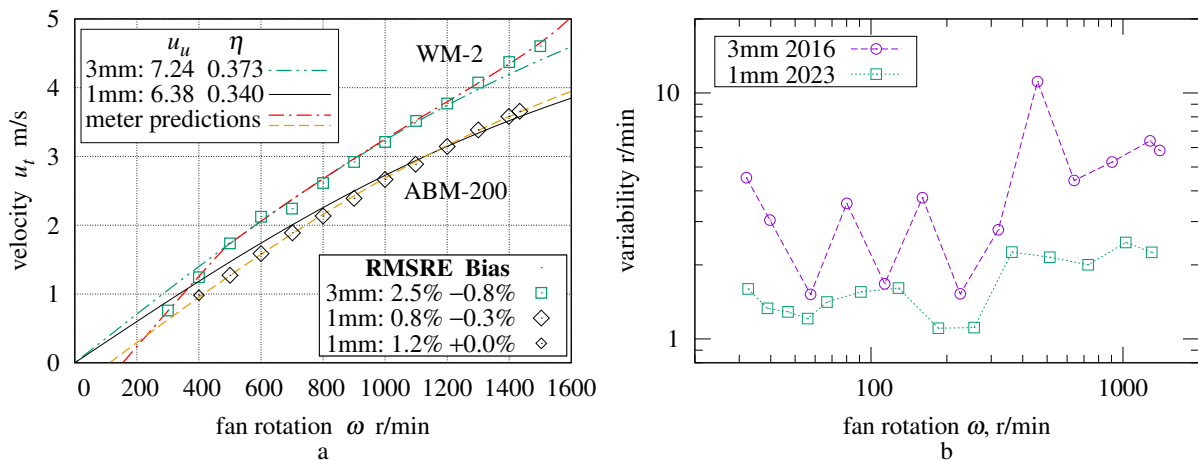 5
4
3
2
1
0
velocity u_t m/s
u_u η
3mm: 7.24 0.373
1mm: 6.38 0.340
meter predictions
WM-2
ABM-200
RMSRE Bias
3mm: 2.5% −0.8%
1mm: 0.8% −0.3%
1mm: 1.2% +0.0%
0 200 400 600 800 1000 1200 1400 1600
fan rotation ω r/min
a
3mm 2016
1mm 2023
10
1
variability r/min
100 1000
fan rotation ω, r/min
b